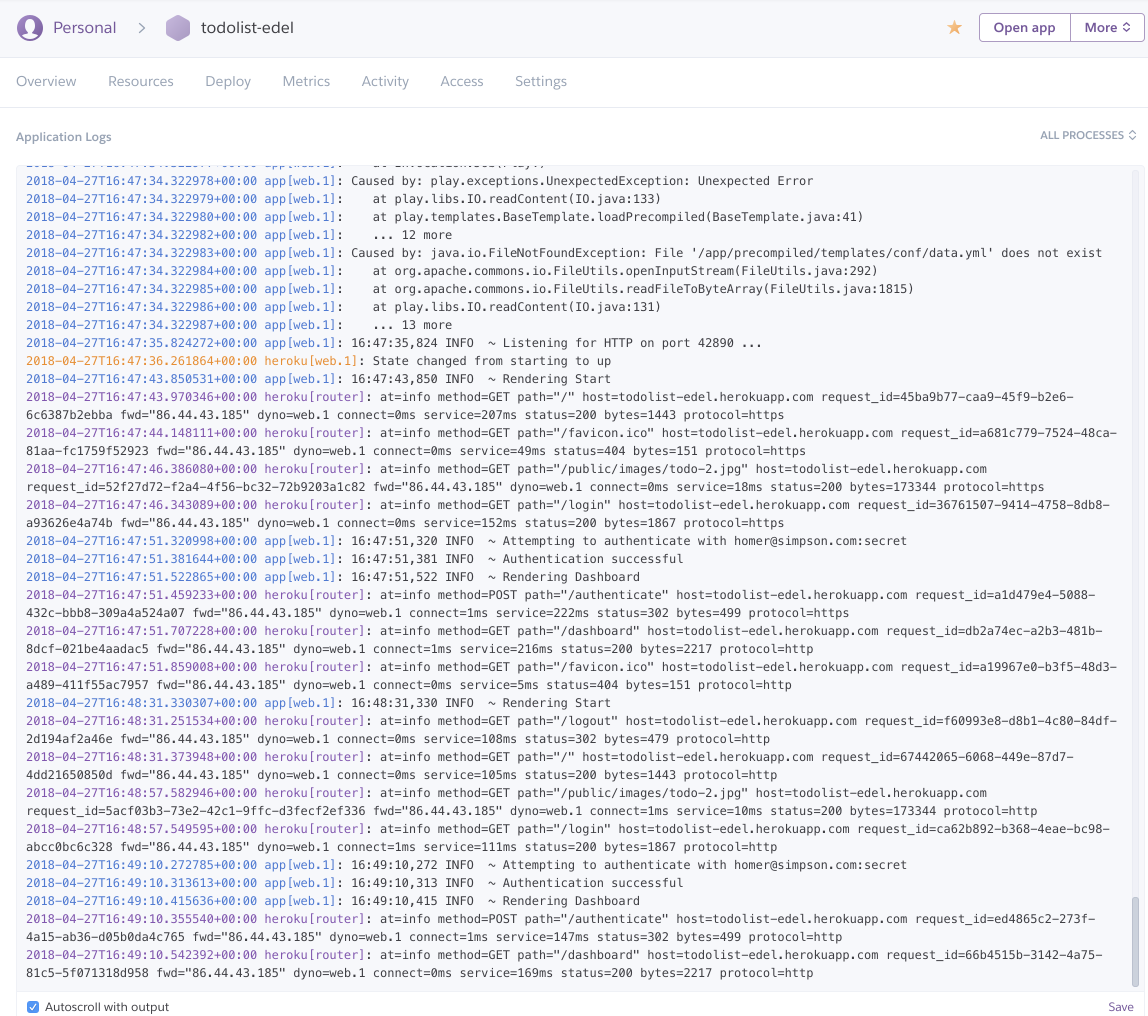 Personal > todolist-edel ★ Open app More
Overview Resources Deploy Metrics Activity Access Settings
Application Logs ALL PROCESSES
2018-04-27T16:47:34.322978+00:00 app[web.1]: Caused by: play.exceptions.UnexpectedException: Unexpected Error
2018-04-27T16:47:34.322979+00:00 app[web.1]: at play.libs.IO.readContent(IO.java:133)
2018-04-27T16:47:34.322980+00:00 app[web.1]: at play.templates.BaseTemplate.loadPrecompiled(BaseTemplate.java:41)
2018-04-27T16:47:34.322982+00:00 app[web.1]: ... 12 more
2018-04-27T16:47:34.322983+00:00 app[web.1]: Caused by: java.io.FileNotFoundException: File '/app/precompiled/templates/conf/data.yml' does not exist
2018-04-27T16:47:34.322984+00:00 app[web.1]: at org.apache.commons.io.FileUtils.openInputStream(FileUtils.java:292)
2018-04-27T16:47:34.322985+00:00 app[web.1]: at org.apache.commons.io.FileUtils.readFileToByteArray(FileUtils.java:1815)
2018-04-27T16:47:34.322986+00:00 app[web.1]: at play.libs.IO.readContent(IO.java:131)
2018-04-27T16:47:34.322987+00:00 app[web.1]: ... 13 more
2018-04-27T16:47:35.824272+00:00 app[web.1]: 16:47:35,824 INFO ~ Listening for HTTP on port 42890 ...
2018-04-27T16:47:36.261864+00:00 heroku[web.1]: State changed from starting to up
2018-04-27T16:47:43.850531+00:00 app[web.1]: 16:47:43,850 INFO ~ Rendering Start
2018-04-27T16:47:43.970346+00:00 heroku[router]: at=info method=GET path="/" host=todolist-edel.herokuapp.com request_id=45ba9b77-caa9-45f9-b2e6-
6c6387b2ebba fwd="86.44.43.185" dyno=web.1 connect=0ms service=207ms status=200 bytes=1443 protocol=https
2018-04-27T16:47:44.148111+00:00 heroku[router]: at=info method=GET path="/favicon.ico" host=todolist-edel.herokuapp.com request_id=a681c779-7524-48ca-
81aa-fc1759f52923 fwd="86.44.43.185" dyno=web.1 connect=0ms service=49ms status=404 bytes=151 protocol=https
2018-04-27T16:47:46.386080+00:00 heroku[router]: at=info method=GET path="/public/images/todo-2.jpg" host=todolist-edel.herokuapp.com
request_id=52f27d72-f2a4-4f56-bc32-72b9203a1c82 fwd="86.44.43.185" dyno=web.1 connect=0ms service=18ms status=200 bytes=173344 protocol=https
2018-04-27T16:47:46.343089+00:00 heroku[router]: at=info method=GET path="/login" host=todolist-edel.herokuapp.com request_id=36761507-9414-4758-8db8-
a93626e4a74b fwd="86.44.43.185" dyno=web.1 connect=0ms service=152ms status=200 bytes=1867 protocol=https
2018-04-27T16:47:51.320998+00:00 app[web.1]: 16:47:51,320 INFO ~ Attempting to authenticate with homer@simpson.com:secret
2018-04-27T16:47:51.381644+00:00 app[web.1]: 16:47:51,381 INFO ~ Authentication successful
2018-04-27T16:47:51.522865+00:00 app[web.1]: 16:47:51,522 INFO ~ Rendering Dashboard
2018-04-27T16:47:51.459233+00:00 heroku[router]: at=info method=POST path="/authenticate" host=todolist-edel.herokuapp.com request_id=a1d479e4-5088-
432c-bbb8-309a4a524a07 fwd="86.44.43.185" dyno=web.1 connect=1ms service=222ms status=302 bytes=499 protocol=https
2018-04-27T16:47:51.707228+00:00 heroku[router]: at=info method=GET path="/dashboard" host=todolist-edel.herokuapp.com request_id=db2a74ec-a2b3-481b-
8dcf-021be4aadac5 fwd="86.44.43.185" dyno=web.1 connect=1ms service=216ms status=200 bytes=2217 protocol=http
2018-04-27T16:47:51.859008+00:00 heroku[router]: at=info method=GET path="/favicon.ico" host=todolist-edel.herokuapp.com request_id=a19967e0-b3f5-48d3-
a489-411f55ac7957 fwd="86.44.43.185" dyno=web.1 connect=0ms service=5ms status=404 bytes=151 protocol=http
2018-04-27T16:48:31.330307+00:00 app[web.1]: 16:48:31,330 INFO ~ Rendering Start
2018-04-27T16:48:31.251534+00:00 heroku[router]: at=info method=GET path="/logout" host=todolist-edel.herokuapp.com request_id=f60993e8-d8b1-4c80-84df-
2d194af2a46e fwd="86.44.43.185" dyno=web.1 connect=0ms service=108ms status=302 bytes=479 protocol=http
2018-04-27T16:48:31.373948+00:00 heroku[router]: at=info method=GET path="/" host=todolist-edel.herokuapp.com request_id=67442065-6068-449e-87d7-
4dd21650850d fwd="86.44.43.185" dyno=web.1 connect=0ms service=105ms status=200 bytes=1443 protocol=http
2018-04-27T16:48:57.582946+00:00 heroku[router]: at=info method=GET path="/public/images/todo-2.jpg" host=todolist-edel.herokuapp.com
request_id=5acf03b3-73e2-42c1-9ffc-d3fecf2ef336 fwd="86.44.43.185" dyno=web.1 connect=1ms service=10ms status=200 bytes=173344 protocol=http
2018-04-27T16:48:57.549595+00:00 heroku[router]: at=info method=GET path="/login" host=todolist-edel.herokuapp.com request_id=ca62b892-b368-4eae-bc98-
abcc0bc6c328 fwd="86.44.43.185" dyno=web.1 connect=1ms service=111ms status=200 bytes=1867 protocol=http
2018-04-27T16:49:10.272785+00:00 app[web.1]: 16:49:10,272 INFO ~ Attempting to authenticate with homer@simpson.com:secret
2018-04-27T16:49:10.313613+00:00 app[web.1]: 16:49:10,313 INFO ~ Authentication successful
2018-04-27T16:49:10.415636+00:00 app[web.1]: 16:49:10,415 INFO ~ Rendering Dashboard
2018-04-27T16:49:10.355540+00:00 heroku[router]: at=info method=POST path="/authenticate" host=todolist-edel.herokuapp.com request_id=ed4865c2-273f-
4a15-ab36-d05b0da4c765 fwd="86.44.43.185" dyno=web.1 connect=1ms service=147ms status=302 bytes=499 protocol=http
2018-04-27T16:49:10.542392+00:00 heroku[router]: at=info method=GET path="/dashboard" host=todolist-edel.herokuapp.com request_id=66b4515b-3142-4a75-
81c5-5f071318d958 fwd="86.44.43.185" dyno=web.1 connect=0ms service=169ms status=200 bytes=2217 protocol=http
Autoscroll with output Save